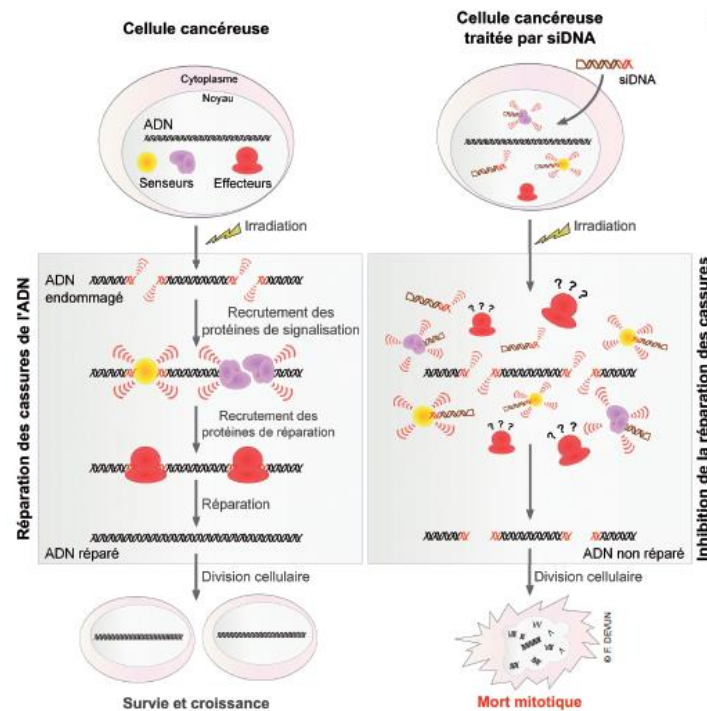 Cellule cancéreuse
Cytoplasme
Noyau
ADN
Senseurs
Effecteurs
Irradiation
Réparation des cassures de l'ADN
ADN
endommagé
Recrutement des
protéines de signalisation
Recrutement des
protéines de réparation
Réparation
ADN réparé
Division cellulaire
Survie et croissance
Cellule cancéreuse
traitée par siDNA
siDNA
Irradiation
? ? ?
? ? ?
? ? ?
? ? ?
Inhibition de la réparation des cassures
ADN non réparé
Division cellulaire
© F. DEVUN
Mort mitotique